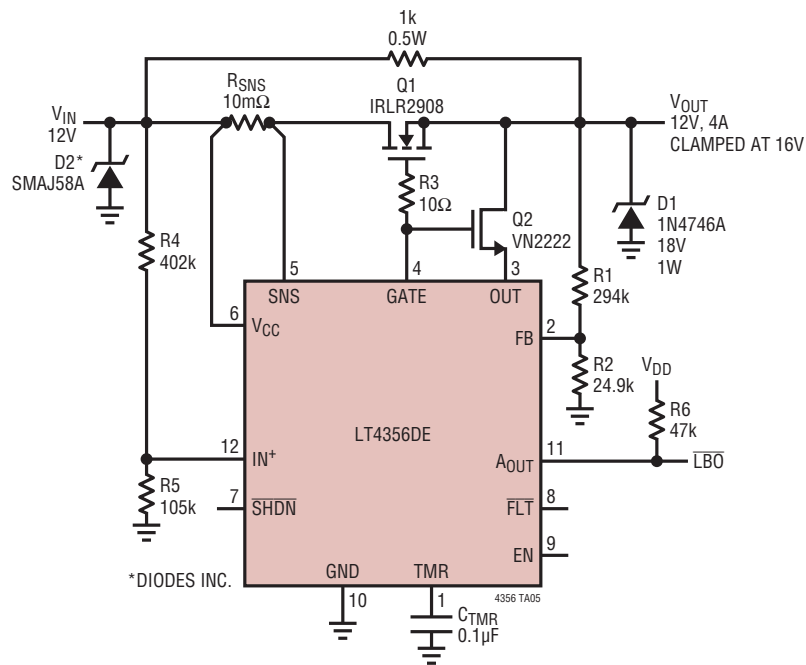 1k
0.5W
RSNS
10mΩ
Q1
IRLR2908
VIN
12V
VOUT
12V, 4A
CLAMPED AT 16V
D2*
SMAJ58A
R3
10Ω
Q2
VN2222
D1
1N4746A
18V
1W
R4
402k
5
4
3
R1
294k
SNS
GATE
OUT
6
VCC
FB
2
R2
24.9k
VDD
R6
47k
LT4356DE
12
IN+
AOUT
11
LBO
R5
105k
7
SHDN
FLT
8
EN
9
*DIODES INC.
GND
TMR
10
1
4356 TA05
CTMR
0.1μF